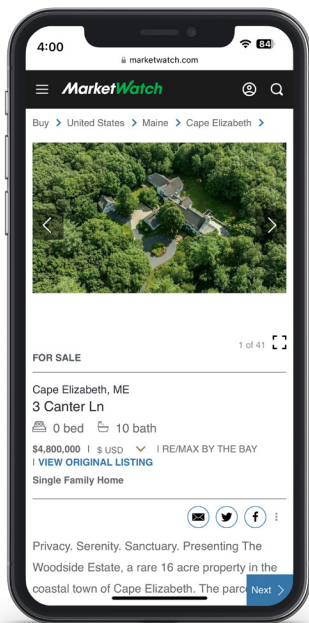 4:00
84
marketwatch.com
MarketWatch
Buy > United States > Maine > Cape Elizabeth >
1 of 41
FOR SALE
Cape Elizabeth, ME
3 Canter Ln
0 bed 10 bath
$4,800,000 | $ USD | RE/MAX BY THE BAY
| VIEW ORIGINAL LISTING
Single Family Home
Privacy. Serenity. Sanctuary. Presenting The
Woodside Estate, a rare 16 acre property in the
coastal town of Cape Elizabeth. The parce
Next >